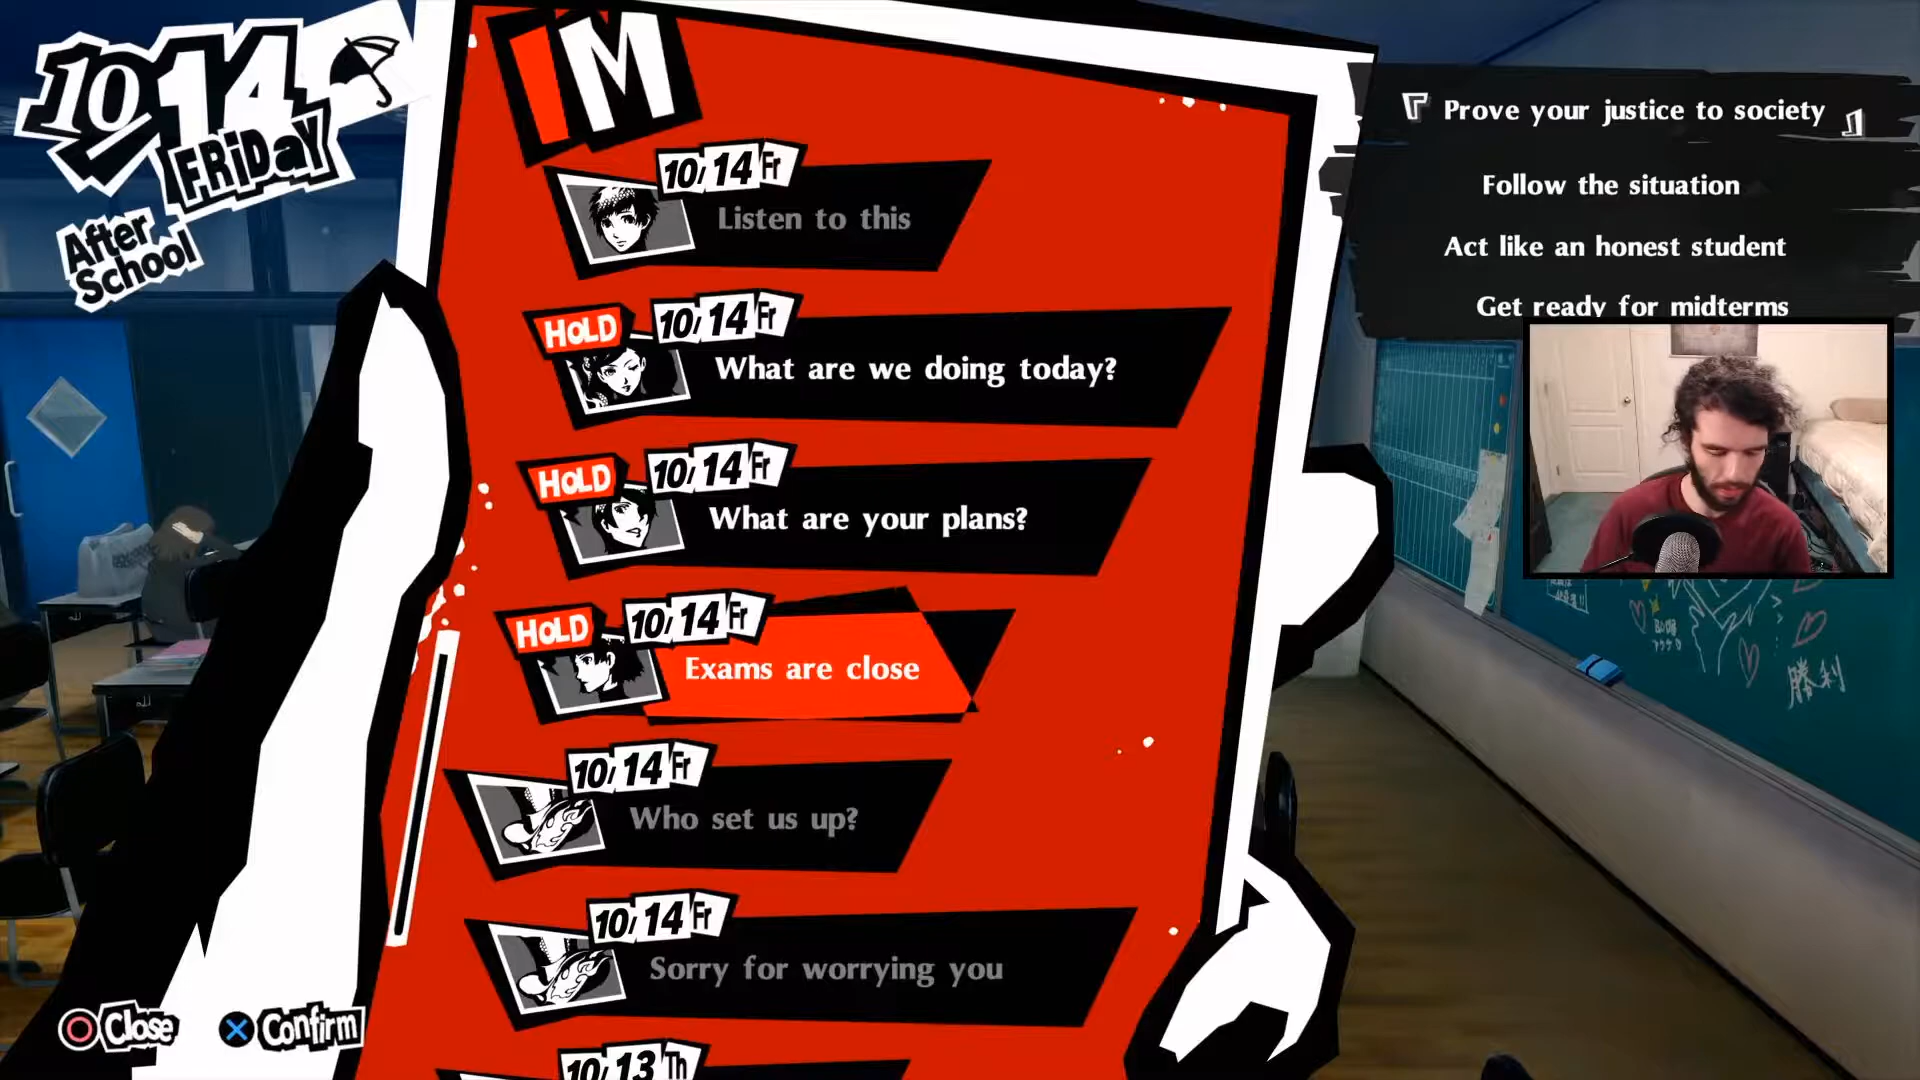 10/14
FRiDaY
After
School
IM
10/14 Fr
Listen to this
HOLD 10/14 Fr
What are we doing today?
HOLD 10/14 Fr
What are your plans?
HOLD 10/14 Fr
Exams are close
10/14 Fr
Who set us up?
10/14 Fr
Sorry for worrying you
10/13 Th
Close
Confirm
『 Prove your justice to society 』
Follow the situation
Act like an honest student
Get ready for midterms
勝利